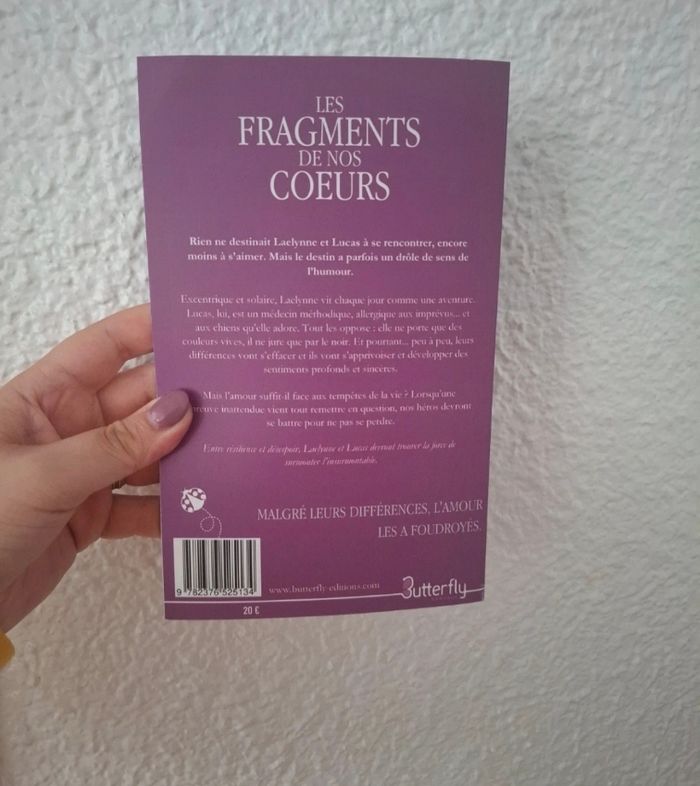 LES
FRAGMENTS
DE NOS
COEURS
Rien ne destinait Laelynne et Lucas à se rencontrer, encore
moins à s'aimer. Mais le destin a parfois un drôle de sens de
l'humour.
Excentrique et solaire, Laelynne vit chaque jour comme une aventure.
Lucas, lui, est un médecin méthodique, allergique aux imprévus... et
aux chiens qu'elle adore. Tout les oppose : elle ne porte que des
couleurs vives, il ne jure que par le noir. Et pourtant... peu à peu, leurs
différences vont s'effacer et ils vont s'apprivoiser et développer des
sentiments profonds et sincères.
Mais l'amour suffit-il face aux tempêtes de la vie ? Lorsqu'une
reuve inattendue vient tout remettre en question, nos héros devront
se battre pour ne pas se perdre.
Entre résilience et désespoir, Laelynne et Lucas devront trouver la force de
surmonter l'insurmontable.
MALGRÉ LEURS DIFFÉRENCES, L'AMOUR
LES A FOUDROYÉS.
9 782376 525134
www.butterfly-editions.com
Butterfly
20 €